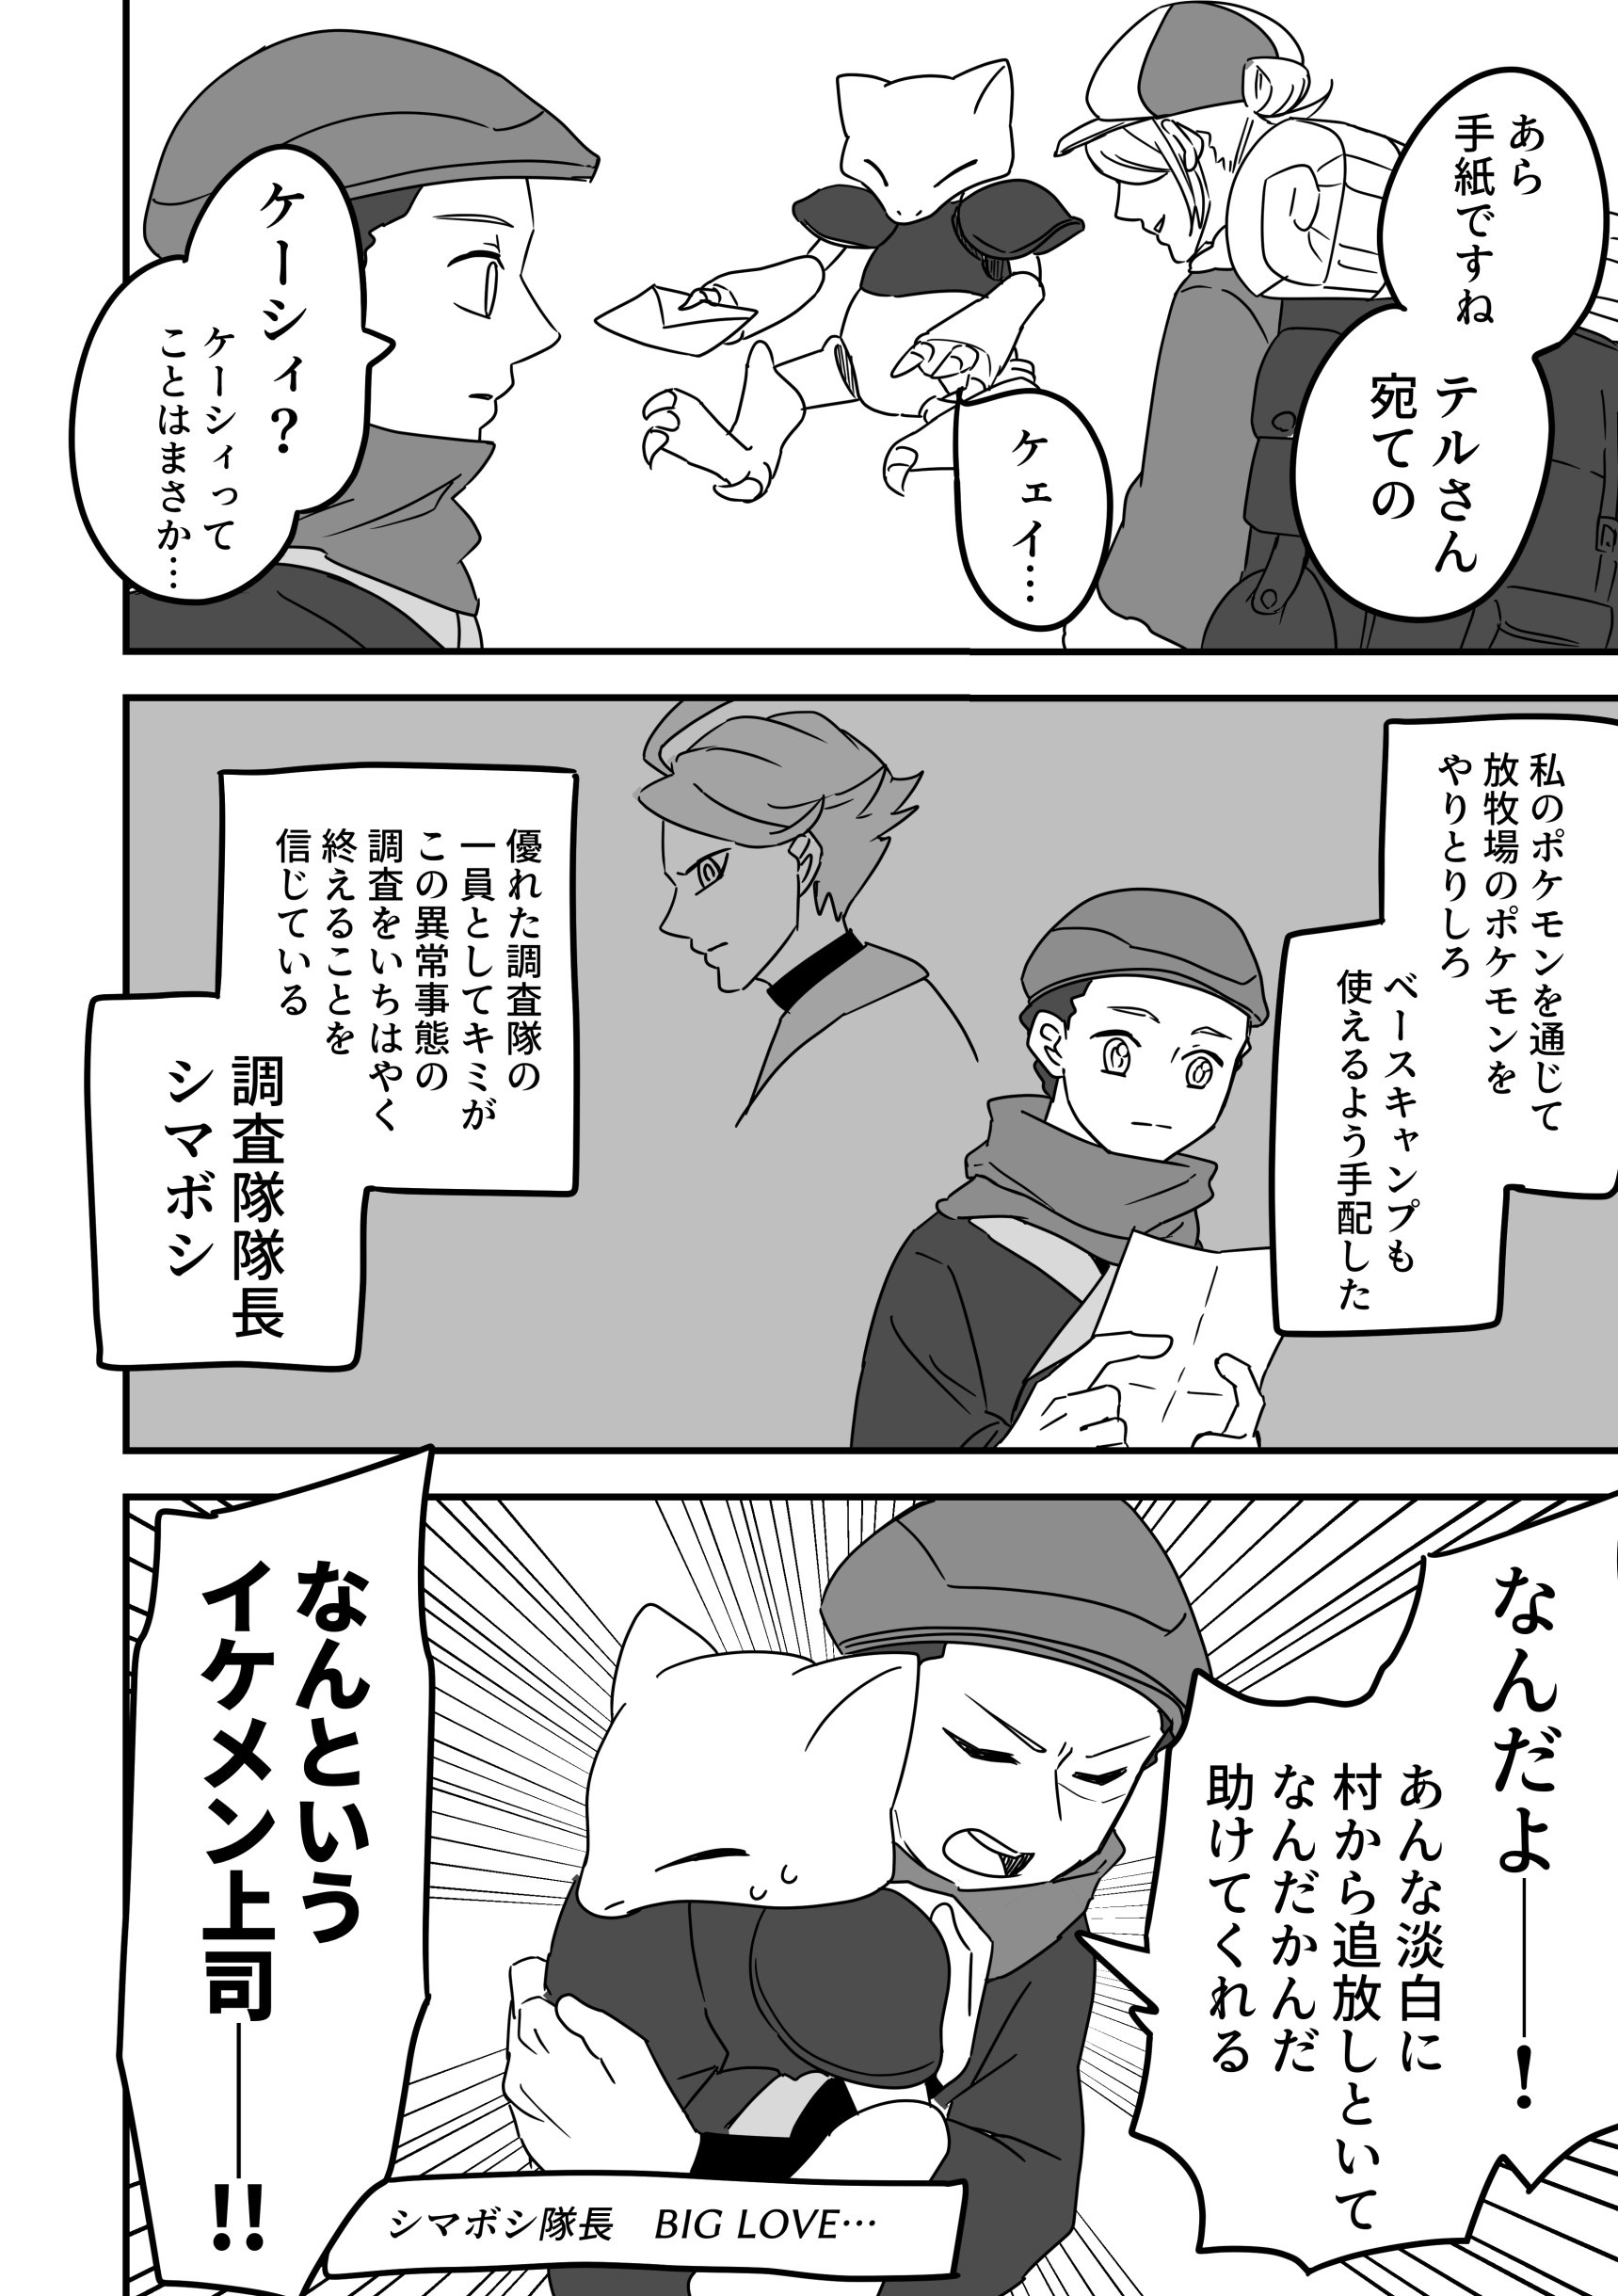 あら
手紙ですね
テルさん
宛ての
ケェイ…
ケーシィ?
ケーシィって
ことはまさか…
私のポケモンを通じて
放牧場のポケモンを
やりとりしろ
ベースキャンプも
使えるよう手配した
優れた調査隊の
一員としてキミが
この異常事態の
調査をいちはやく
終えることを
信じている
調査隊隊長
シマボシ
なんだよ――!
あんな淡白に
村から追放しといて
なんだかんだ
助けてくれる
なんという
イケメン上司――!!
シマボシ隊長 BIG LOVE…